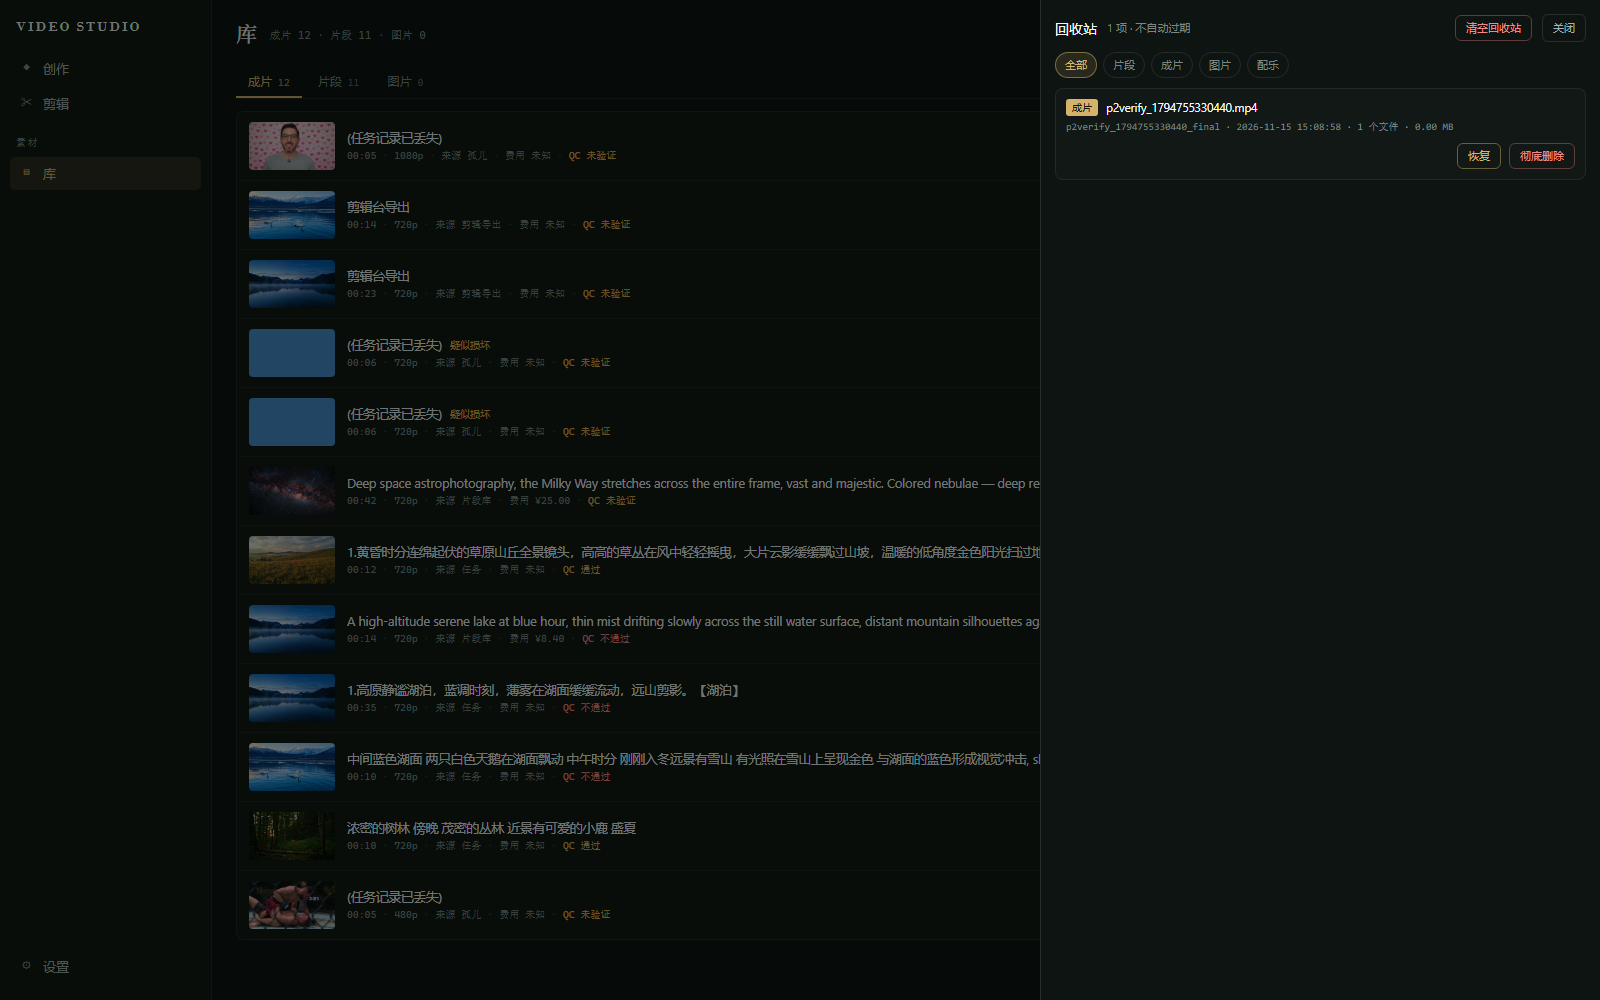 VIDEO STUDIO
创作
剪辑
素材
库
设置
库 成片 12 · 片段 11 · 图片 0
成片 12 片段 11 图片 0
(任务记录已丢失)
00:05 · 1080p · 来源 孤儿 · 费用 未知 · QC 未验证
剪辑台导出
00:14 · 720p · 来源 剪辑导出 · 费用 未知 · QC 未验证
剪辑台导出
00:23 · 720p · 来源 剪辑导出 · 费用 未知 · QC 未验证
(任务记录已丢失) 疑似损坏
00:06 · 720p · 来源 孤儿 · 费用 未知 · QC 未验证
(任务记录已丢失) 疑似损坏
00:06 · 720p · 来源 孤儿 · 费用 未知 · QC 未验证
Deep space astrophotography, the Milky Way stretches across the entire frame, vast and majestic. Colored nebulae — deep re
00:42 · 720p · 来源 片段库 · 费用 ¥25.00 · QC 未验证
1.黄昏时分连绵起伏的草原山丘全景镜头，高高的草丛在风中轻轻摇曳，大片云影缓缓飘过山坡，温暖的低角度金色阳光扫过地
00:12 · 720p · 来源 任务 · 费用 未知 · QC 通过
A high-altitude serene lake at blue hour, thin mist drifting slowly across the still water surface, distant mountain silhouettes ag
00:14 · 720p · 来源 片段库 · 费用 ¥8.40 · QC 不通过
1.高原静谧湖泊，蓝调时刻，薄雾在湖面缓缓流动，远山剪影。【湖泊】
00:35 · 720p · 来源 任务 · 费用 未知 · QC 不通过
中间蓝色湖面 两只白色天鹅在湖面飘动 中午时分 刚刚入冬远景有雪山 有光照在雪山上呈现金色 与湖面的蓝色形成视觉冲击, sl
00:10 · 720p · 来源 任务 · 费用 未知 · QC 不通过
浓密的树林 傍晚 茂密的丛林 近景有可爱的小鹿 盛夏
00:10 · 720p · 来源 任务 · 费用 未知 · QC 通过
(任务记录已丢失)
00:05 · 480p · 来源 孤儿 · 费用 未知 · QC 未验证
回收站 1 项 · 不自动过期 清空回收站 关闭
全部 片段 成片 图片 配乐
成片 p2verify_1794755330440.mp4
p2verify_1794755330440_final · 2026-11-15 15:08:58 · 1 个文件 · 0.00 MB
恢复 彻底删除